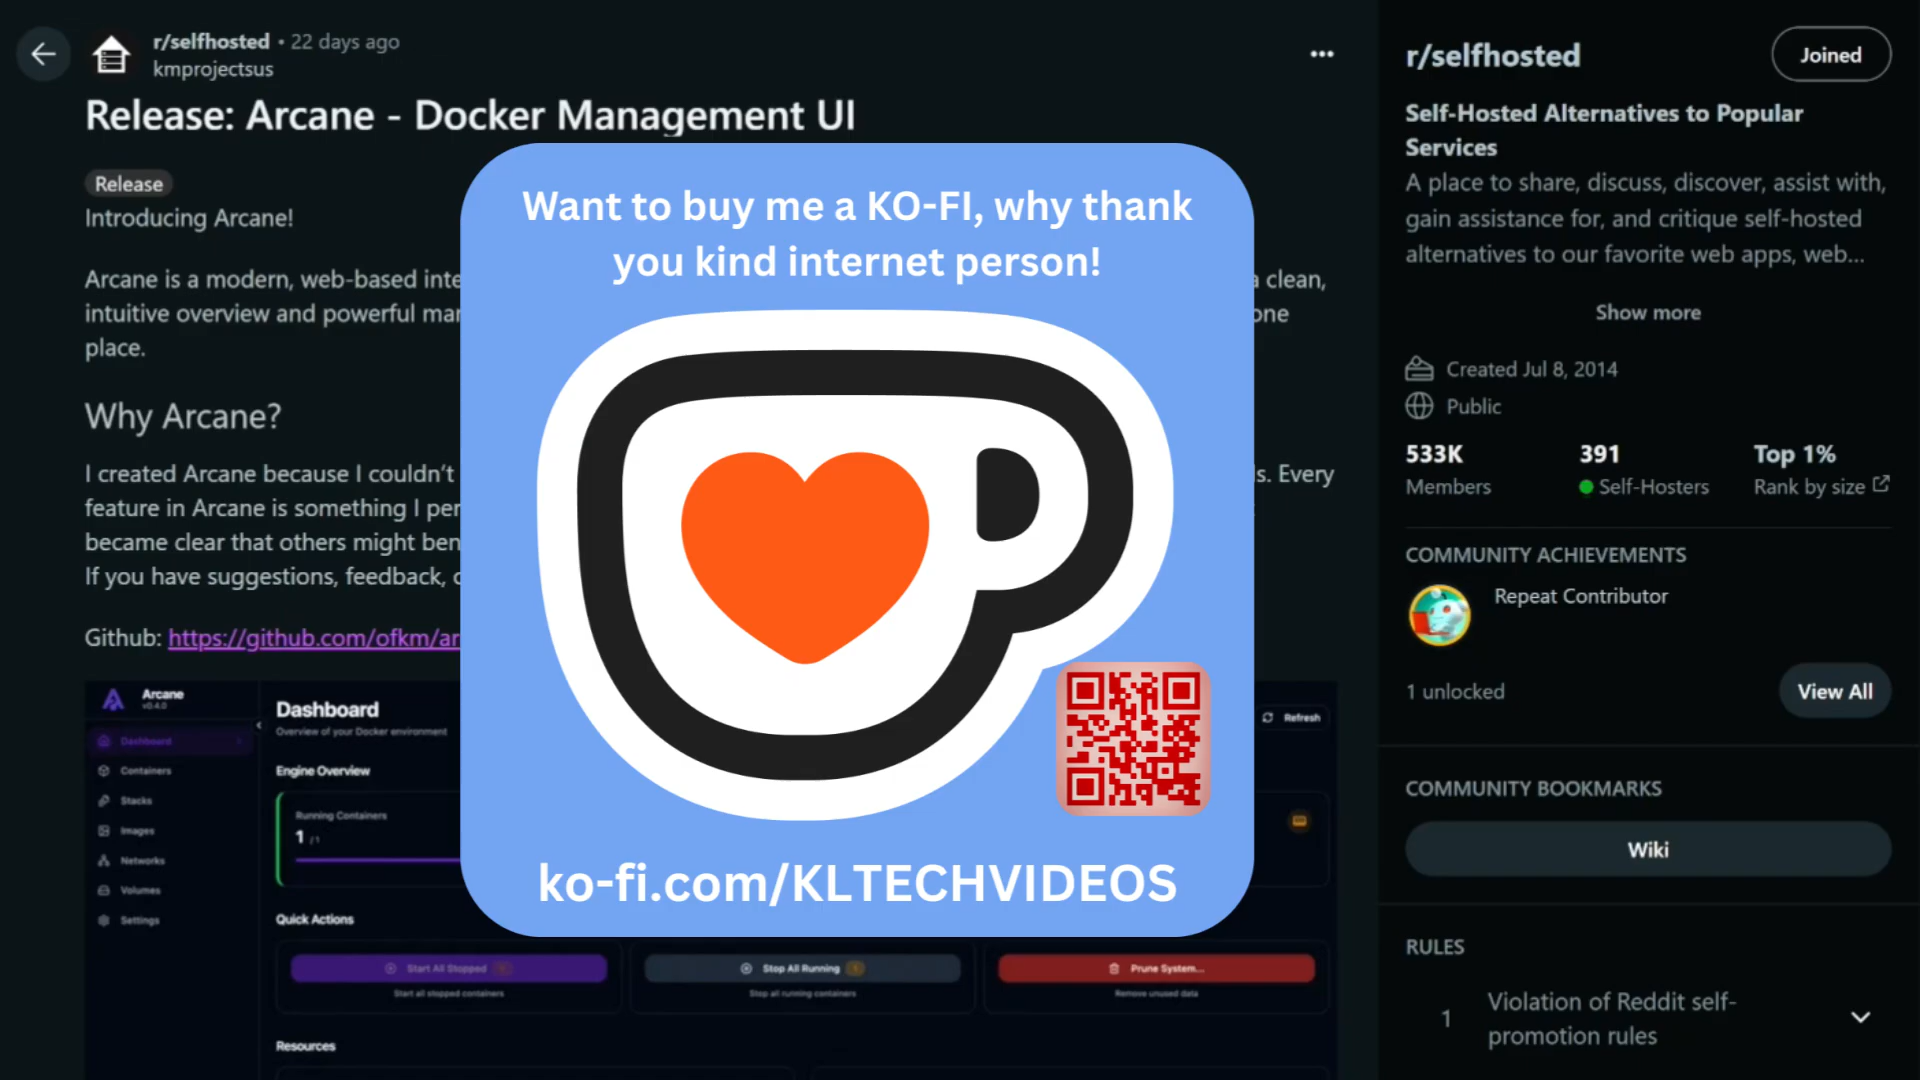 r/selfhosted • 22 days ago
kmprojectsus
Release: Arcane - Docker Management UI
Release
Introducing Arcane!
Arcane is a modern, web-based inte
a clean,
intuitive overview and powerful mar
one
place.
Why Arcane?
I created Arcane because I couldn't
s. Every
feature in Arcane is something I per
became clear that others might ben
If you have suggestions, feedback, c
Github: https://github.com/ofkm/ar
Want to buy me a KO-FI, why thank
you kind internet person!
ko-fi.com/KLTECHVIDEOS
Arcane
v0.4.0
Dashboard
Containers
Stacks
Images
Networks
Volumes
Settings
Dashboard
Overview of your Docker environment
Refresh
Engine Overview
Running Containers
1 /1
Quick Actions
Start All Stopped
Start all stopped containers
Stop All Running 1
Stop all running containers
Prune System...
Remove unused data
Resources
r/selfhosted
Joined
Self-Hosted Alternatives to Popular
Services
A place to share, discuss, discover, assist with,
gain assistance for, and critique self-hosted
alternatives to our favorite web apps, web...
Show more
Created Jul 8, 2014
Public
533K
391
Top 1%
Members
Self-Hosters
Rank by size
COMMUNITY ACHIEVEMENTS
Repeat Contributor
1 unlocked
View All
COMMUNITY BOOKMARKS
Wiki
RULES
1
Violation of Reddit self-
promotion rules